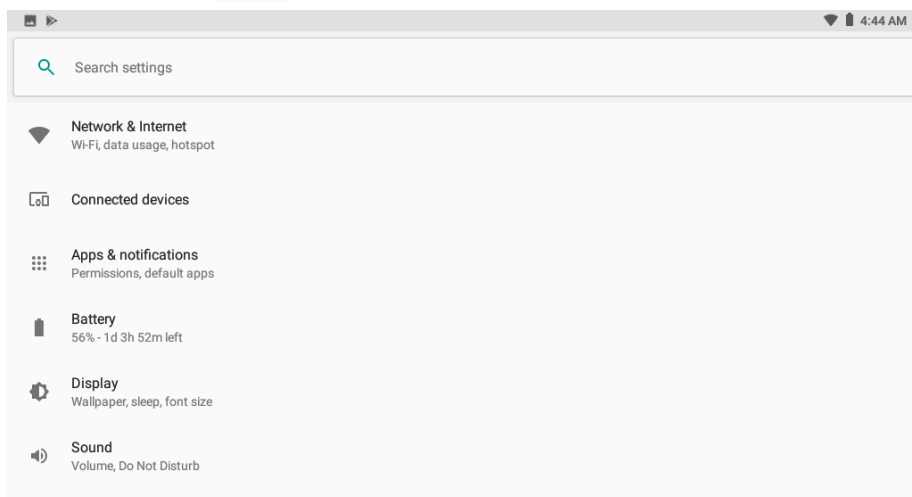 4:44 AM
Search settings
Network & Internet
Wi-Fi, data usage, hotspot
Connected devices
Apps & notifications
Permissions, default apps
Battery
56% - 1d 3h 52m left
Display
Wallpaper, sleep, font size
Sound
Volume, Do Not Disturb